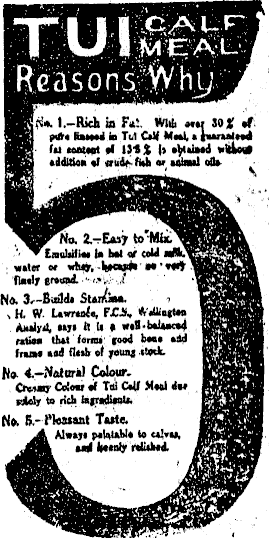 TUI CALF
MEAL
Reasons Why
5
No. 1.—Rich in Fat. With over 30% of
pure linseed in Tui Calf Meal, a guaranteed
fat content of 13.5% is obtained without
addition of crude fish or animal oils.
No. 2.—Easy to Mix.
Emulsifies in hot or cold milk,
water or whey, because so very
finely ground.
No. 3.—Builds Stamina.
H. W. Lawrence, F.C.S., Wellington
Analyst, says it is a well-balanced
ration that forms good bone and
frame and flesh of young stock.
No. 4.—Natural Colour.
Creamy Colour of Tui Calf Meal due
solely to rich ingredients.
No. 5.—Pleasant Taste.
Always palatable to calves,
and keenly relished.